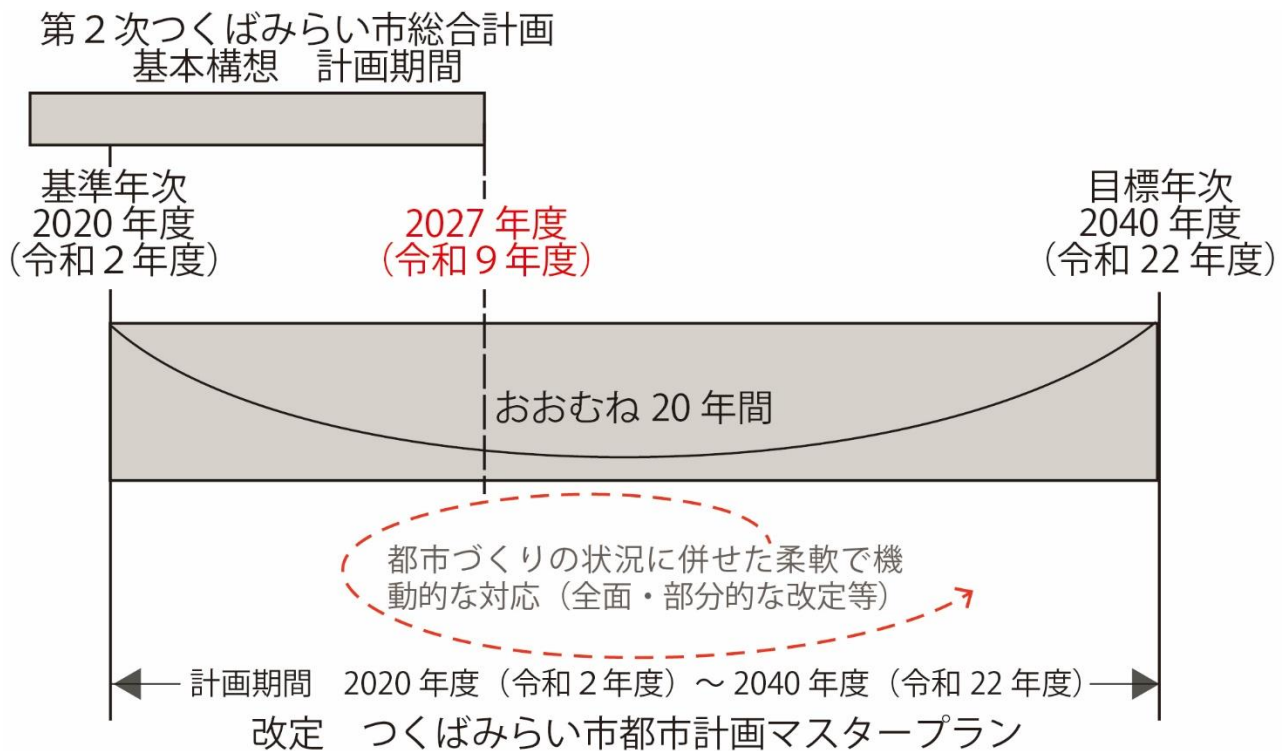 第２次つくばみらい市総合計画
基本構想　計画期間
基準年次
2020 年度
（令和２年度）
2027 年度
（令和９年度）
目標年次
2040 年度
（令和 22 年度）
おおむね 20 年間
都市づくりの状況に併せた柔軟で機
動的な対応（全面・部分的な改定等）
計画期間　2020 年度（令和２年度）～ 2040 年度（令和 22 年度）
改定　つくばみらい市都市計画マスタープラン